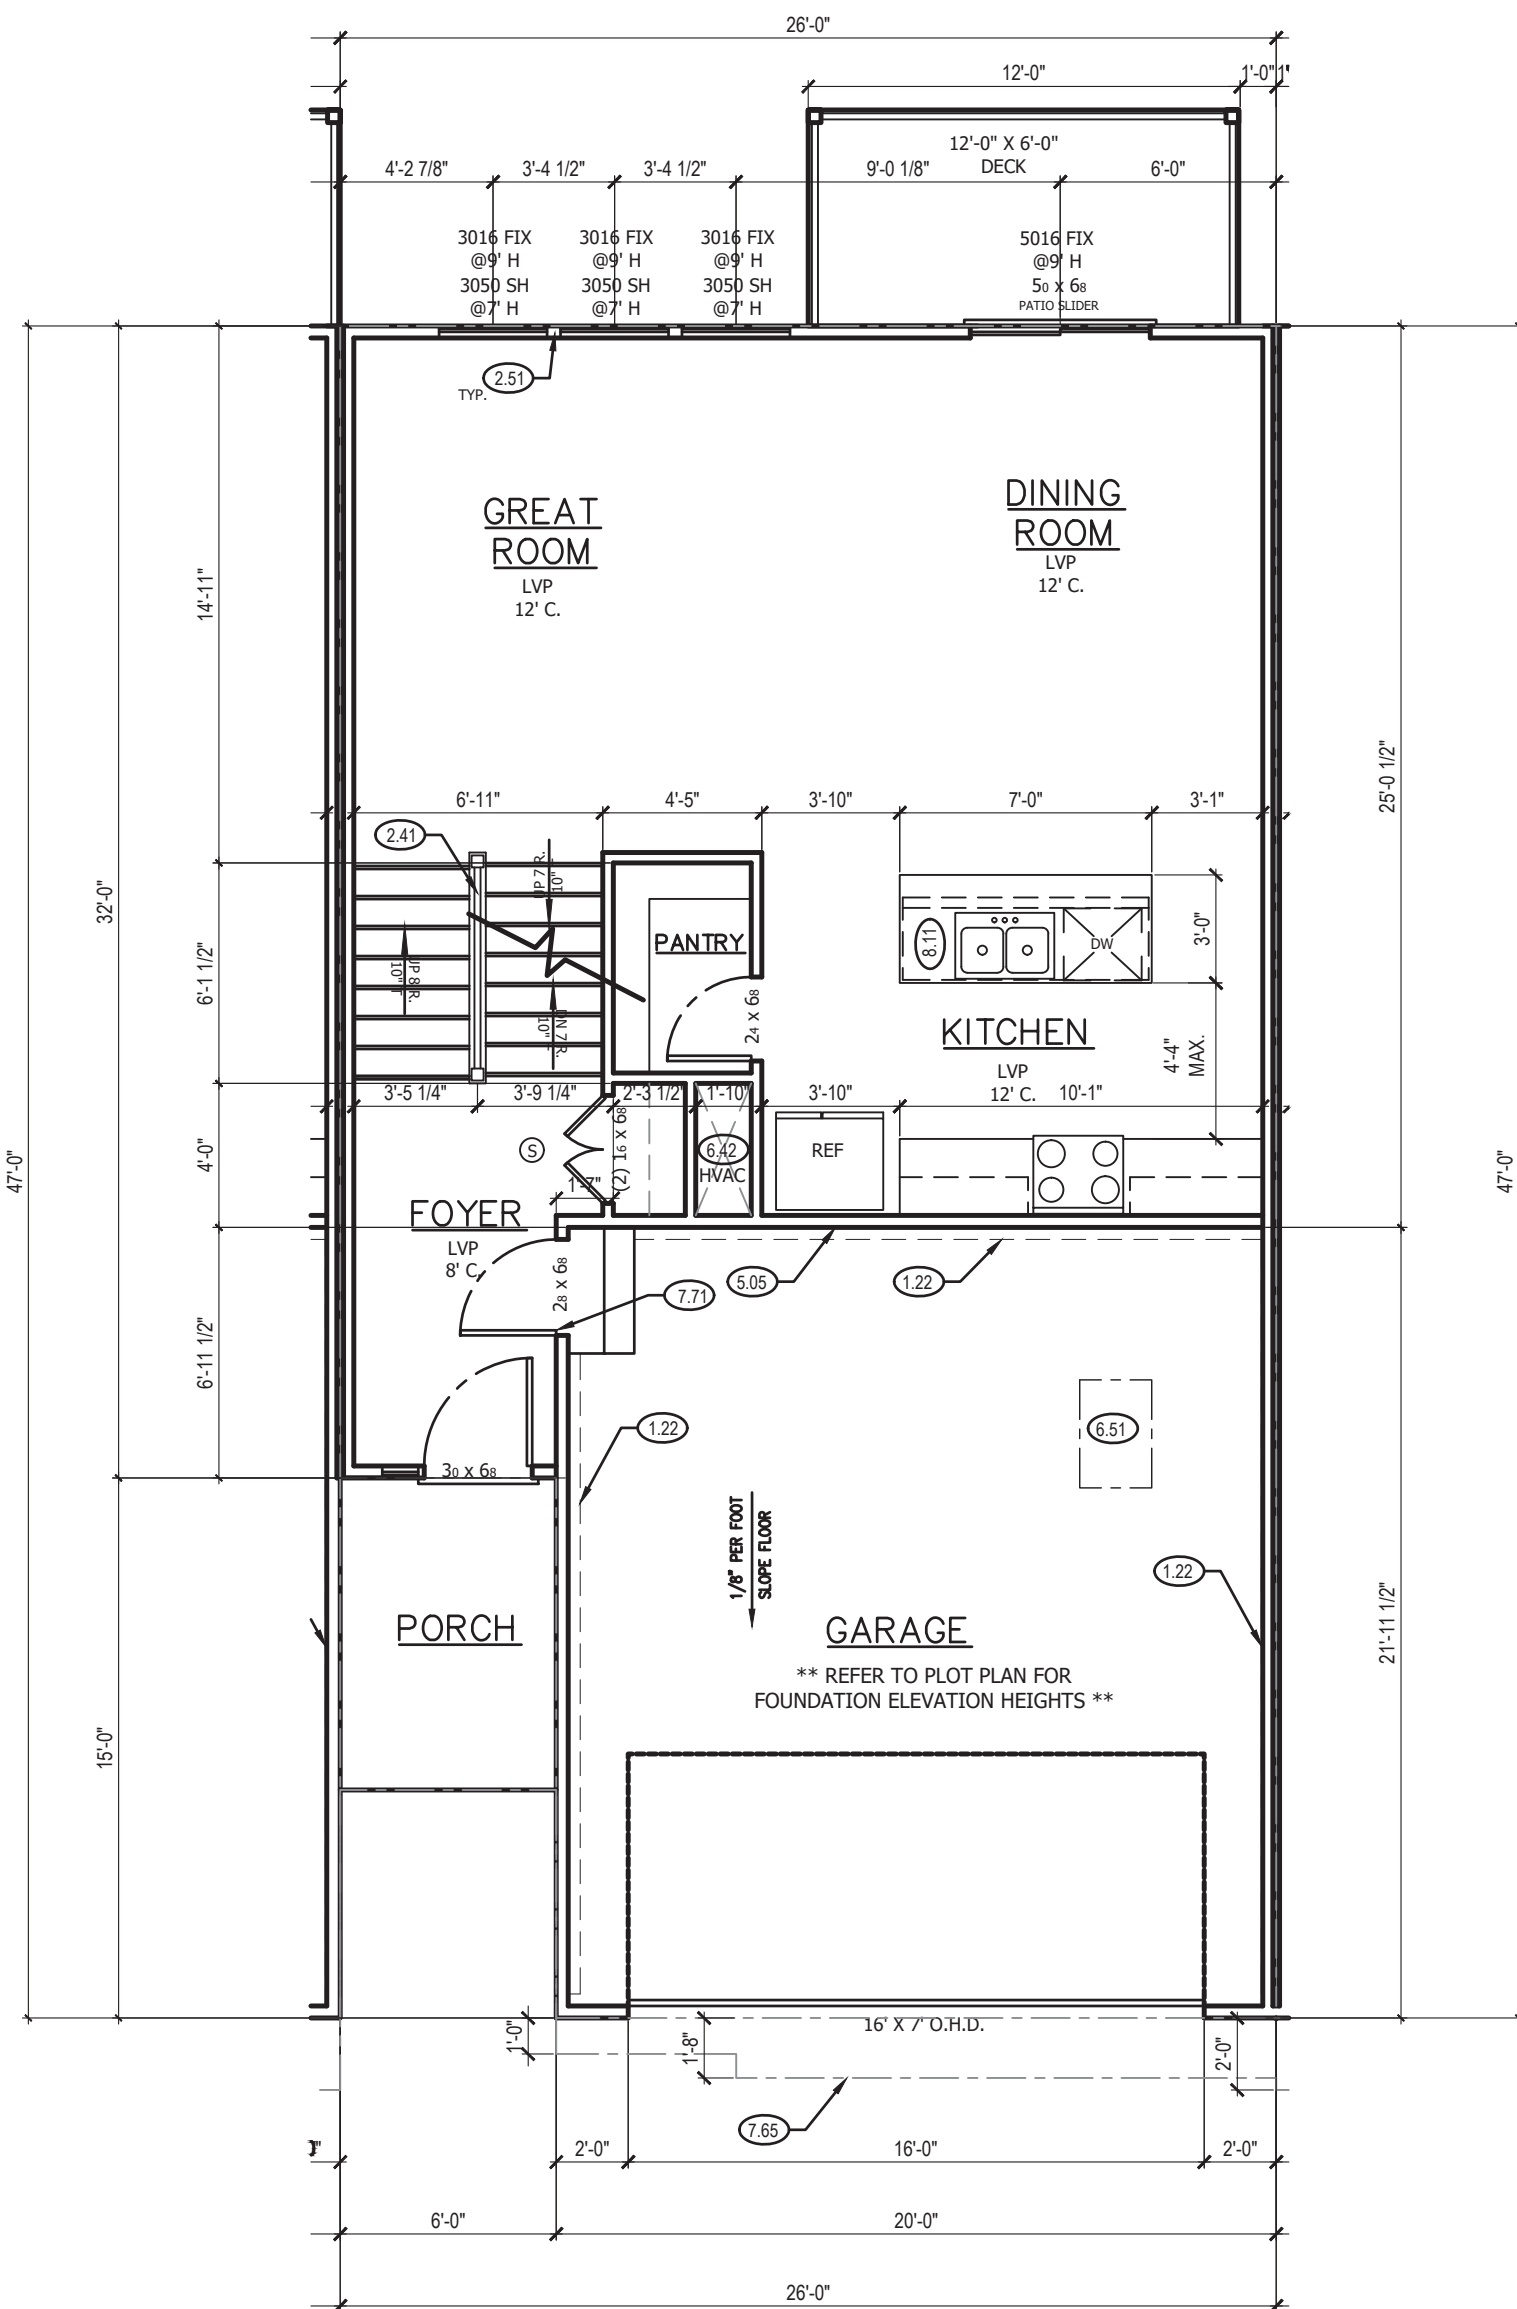 26'-0"
12'-0"
1'-0"
1'
12'-0" X 6'-0"
DECK
4'-2 7/8"
3'-4 1/2"
3'-4 1/2"
9'-0 1/8"
6'-0"
3016 FIX
@9' H
3050 SH
@7' H
3016 FIX
@9' H
3050 SH
@7' H
3016 FIX
@9' H
3050 SH
@7' H
5016 FIX
@9' H
50 x 68
PATIO SLIDER
2.51
TYP.
GREAT
ROOM
LVP
12' C.
DINING
ROOM
LVP
12' C.
14'-11"
32'-0"
47'-0"
25'-0 1/2"
47'-0"
6'-11"
4'-5"
3'-10"
7'-0"
3'-1"
2.41
UP 7 R.
10"
UP 8 R.
10" T
DN 7 R.
10"
PANTRY
24 x 68
8.11
DW
3'-0"
6'-1 1/2"
KITCHEN
LVP
12' C.
4'-4"
MAX.
3'-5 1/4"
3'-9 1/4"
2'-3 1/2"
1'-10"
3'-10"
10'-1"
S
(2) 16 x 68
6.42
HVAC
REF
4'-0"
1'-7"
FOYER
LVP
8' C.
28 x 68
7.71
5.05
1.22
6'-11 1/2"
30 x 68
1.22
6.51
1/8" PER FOOT
SLOPE FLOOR
1.22
PORCH
GARAGE
** REFER TO PLOT PLAN FOR
FOUNDATION ELEVATION HEIGHTS **
21'-11 1/2"
15'-0"
16' X 7' O.H.D.
1'-0"
1'-8"
2'-0"
7.65
2'-0"
16'-0"
2'-0"
6'-0"
20'-0"
26'-0"